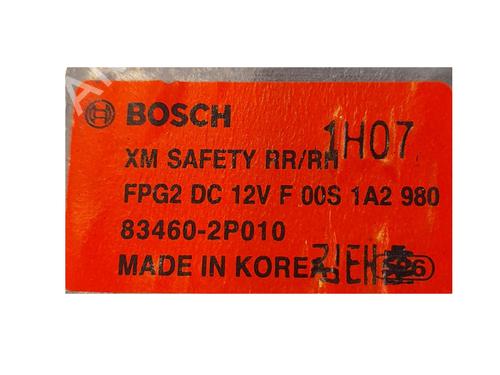 BOSCH
1H07
XM SAFETY RR/RH
FPG2 DC 12V F 00S 1A2 980
83460-2P010
MADE IN KOREA